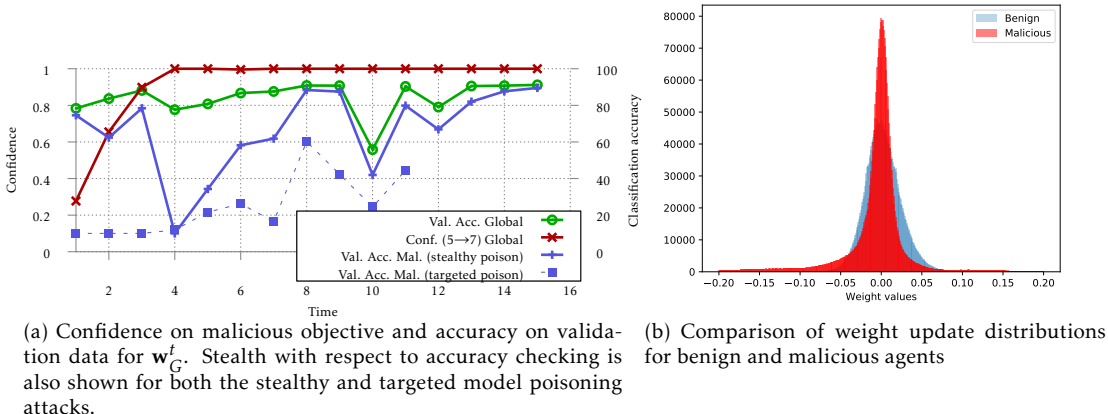 1
0.8
0.6
0.4
0.2
0
Confidence
100
80
60
40
20
0
Classification accuracy
Val. Acc. Global
Conf. (5→7) Global
Val. Acc. Mal. (stealthy poison)
Val. Acc. Mal. (targeted poison)
2 4 6 8 10 12 14 16
Time
(a) Confidence on malicious objective and accuracy on valida-
tion data for w_G^t. Stealth with respect to accuracy checking is
also shown for both the stealthy and targeted model poisoning
attacks.
80000
70000
60000
50000
40000
30000
20000
10000
0
Benign
Malicious
−0.20 −0.15 −0.10 −0.05 0.00 0.05 0.10 0.15 0.20
Weight values
(b) Comparison of weight update distributions
for benign and malicious agents